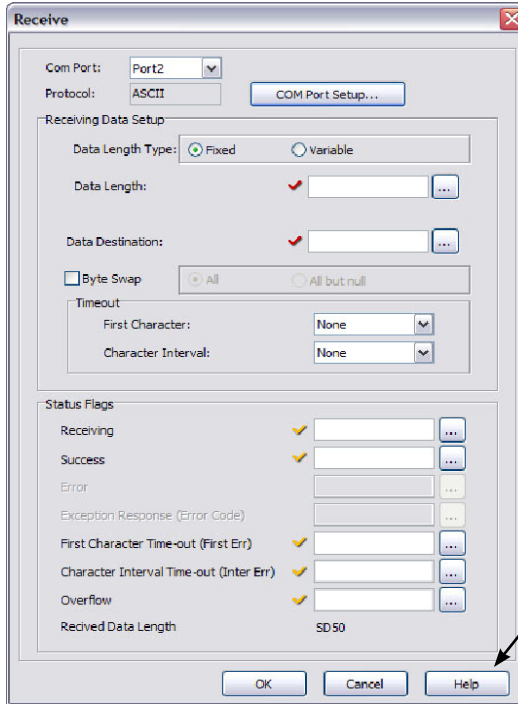 Receive
Com Port: Port2
Protocol: ASCII COM Port Setup...
Receiving Data Setup
Data Length Type: Fixed Variable
Data Length: ...
Data Destination: ...
Byte Swap All All but null
Timeout
First Character: None
Character Interval: None
Status Flags
Receiving ...
Success ...
Error ...
Exception Response (Error Code) ...
First Character Time-out (First Err) ...
Character Interval Time-out (Inter Err) ...
Overflow ...
Recived Data Length SD50
OK Cancel Help